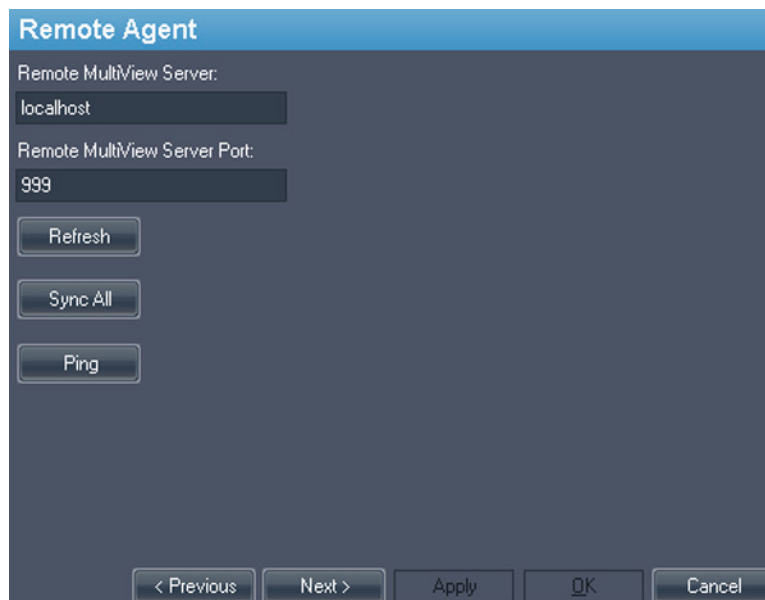 Remote Agent
Remote MultiView Server:
localhost
Remote MultiView Server Port:
999
Refresh
Sync All
Ping
< Previous Next > Apply OK Cancel